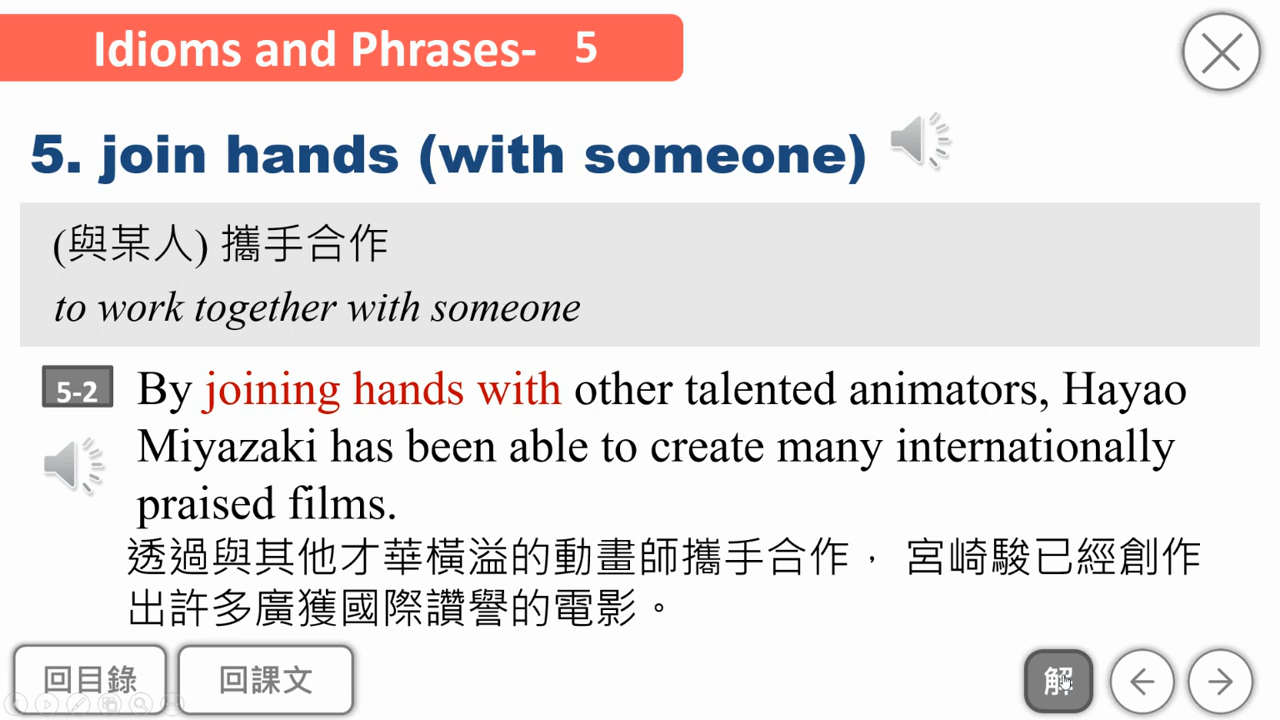 Idioms and Phrases- 5
5. join hands (with someone)
(與某人) 攜手合作
to work together with someone
5-2 By joining hands with other talented animators, Hayao
Miyazaki has been able to create many internationally
praised films.
透過與其他才華橫溢的動畫師攜手合作， 宮崎駿已經創作
出許多廣獲國際讚譽的電影。
回目錄 回課文 解